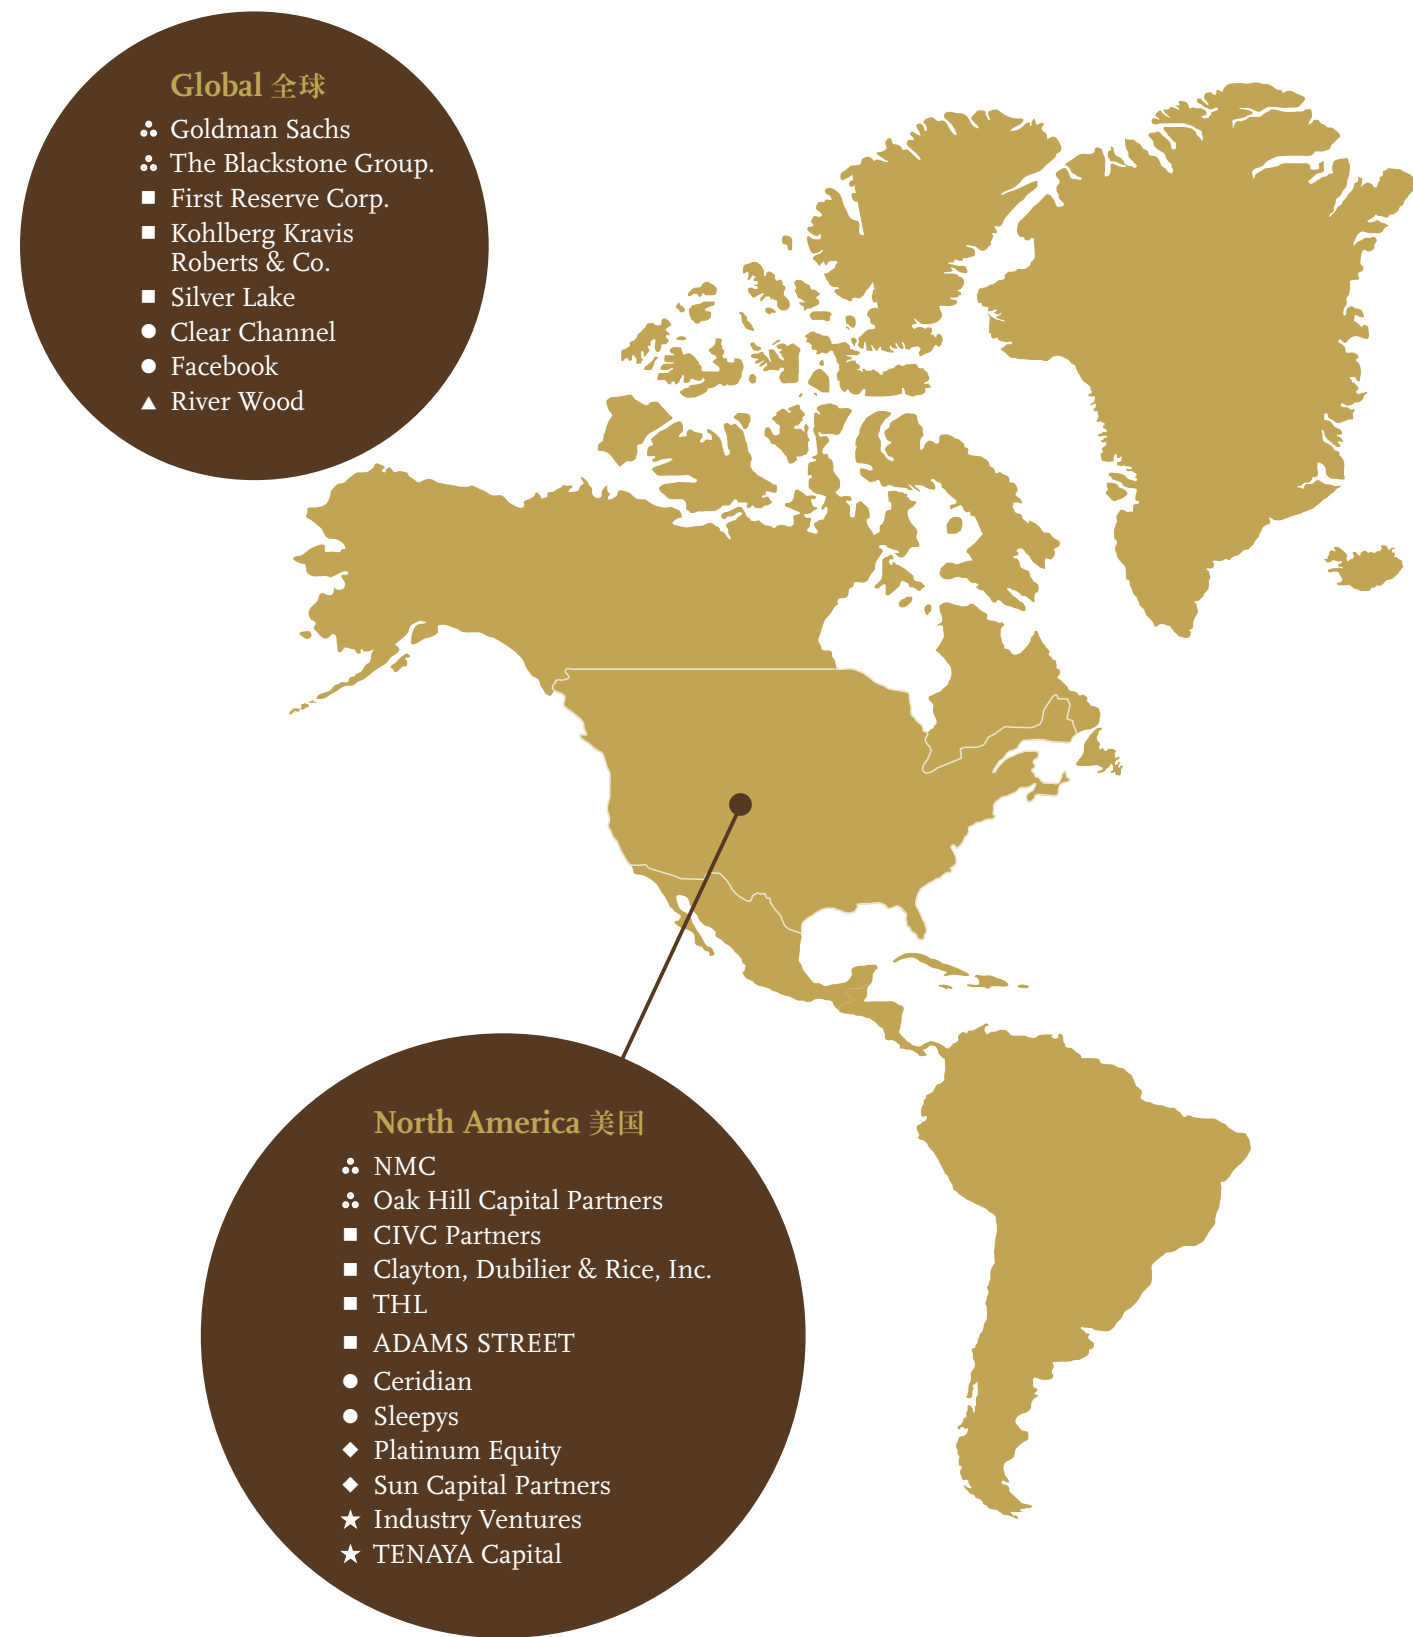 Global 全球
Goldman Sachs
The Blackstone Group.
First Reserve Corp.
Kohlberg Kravis
Roberts & Co.
Silver Lake
Clear Channel
Facebook
River Wood
North America 美国
NMC
Oak Hill Capital Partners
CIVC Partners
Clayton, Dubilier & Rice, Inc.
THL
ADAMS STREET
Ceridian
Sleepys
Platinum Equity
Sun Capital Partners
Industry Ventures
TENAYA Capital